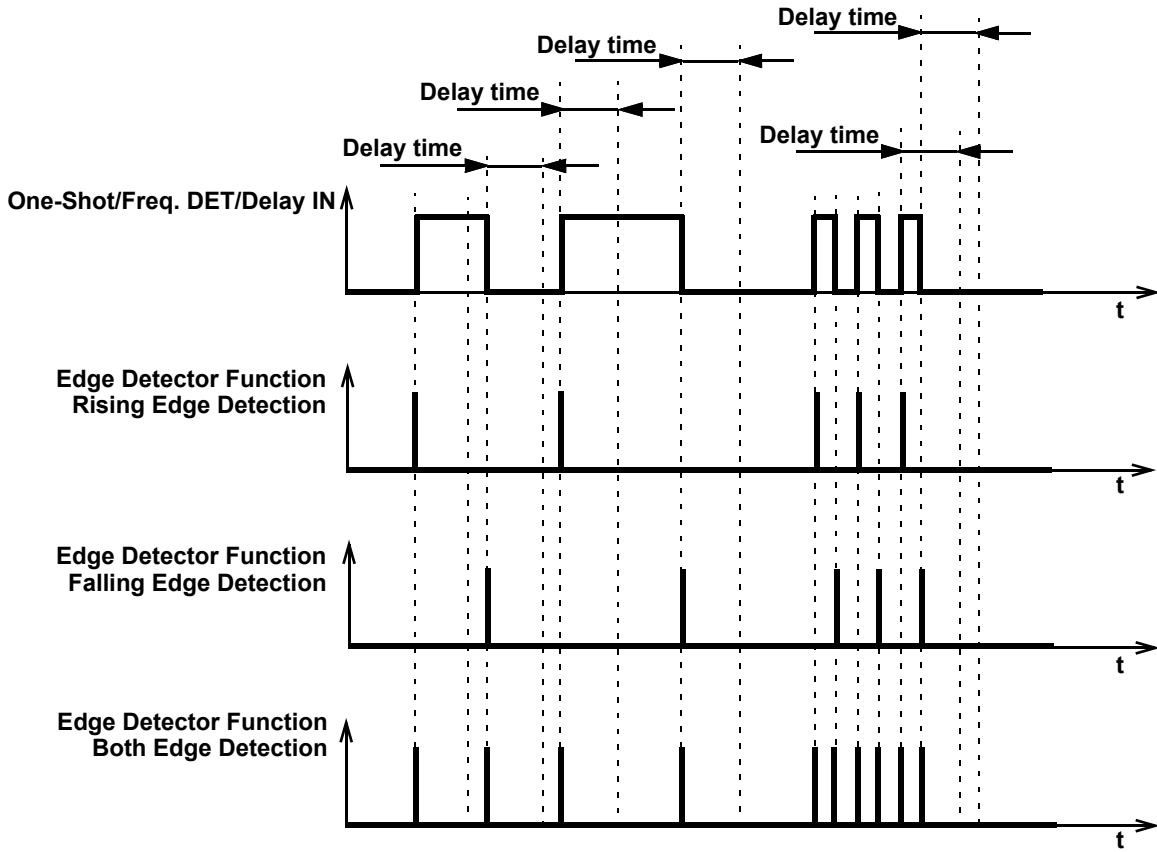 Delay time
Delay time
Delay time
Delay time
Delay time
One-Shot/Freq. DET/Delay IN
t
Edge Detector Function
Rising Edge Detection
t
Edge Detector Function
Falling Edge Detection
t
Edge Detector Function
Both Edge Detection
t